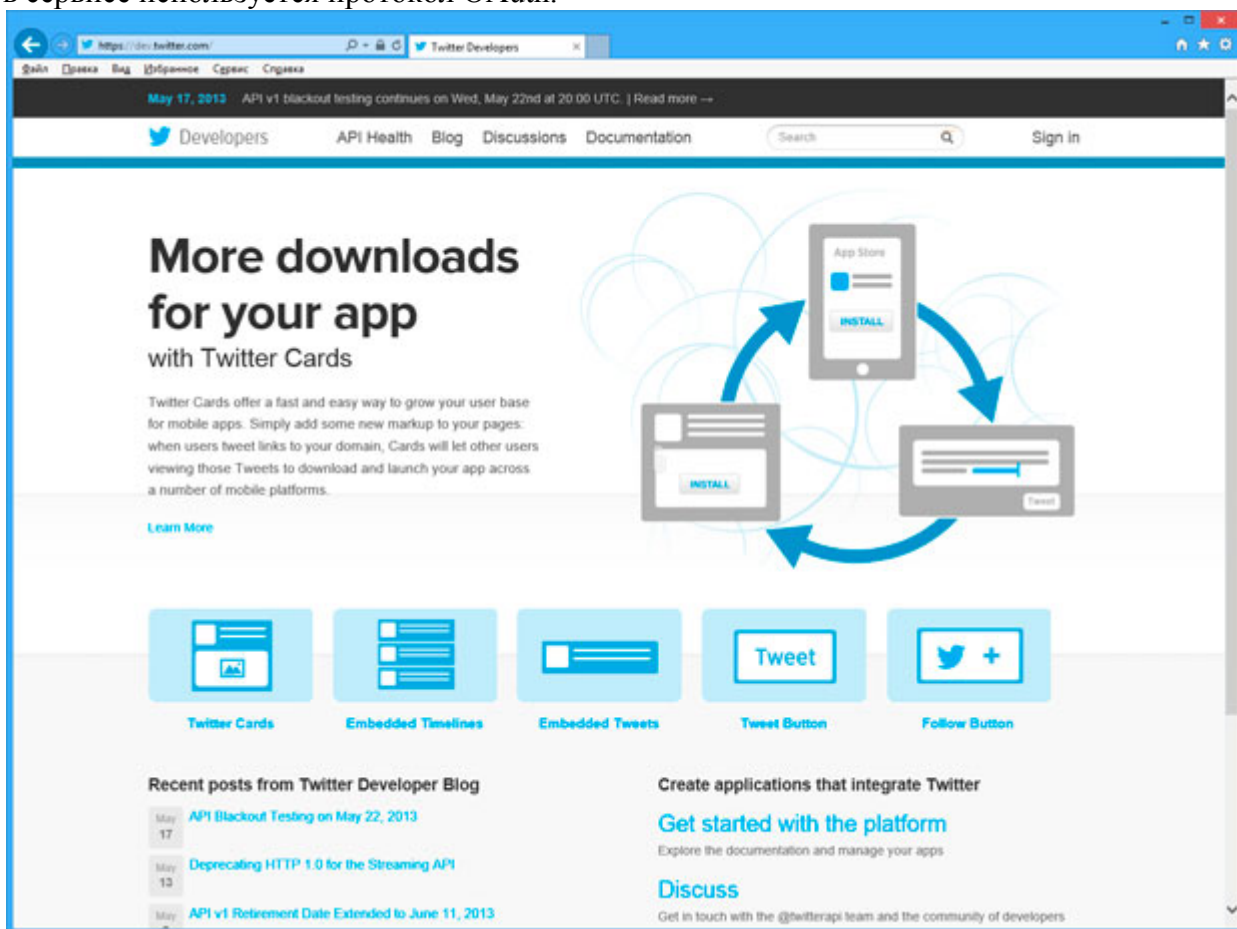 в сервисе используется протокол OAuth.
https://dev.twitter.com/
Twitter Developers
Файл Правка Вид Избранное Сервис Справка
May 17, 2013 API v1 blackout testing continues on Wed, May 22nd at 20:00 UTC. | Read more →
Developers API Health Blog Discussions Documentation Search Sign in
More downloads
for your app
with Twitter Cards
Twitter Cards offer a fast and easy way to grow your user base
for mobile apps. Simply add some new markup to your pages:
when users tweet links to your domain, Cards will let other users
viewing those Tweets to download and launch your app across
a number of mobile platforms.
Learn More
App Store
INSTALL
INSTALL
Tweet
Tweet
Twitter Cards Embedded Timelines Embedded Tweets Tweet Button Follow Button
Recent posts from Twitter Developer Blog
May
17
API Blackout Testing on May 22, 2013
May
13
Deprecating HTTP 1.0 for the Streaming API
May
API v1 Retirement Date Extended to June 11, 2013
Create applications that integrate Twitter
Get started with the platform
Explore the documentation and manage your apps
Discuss
Get in touch with the @twitterapi team and the community of developers